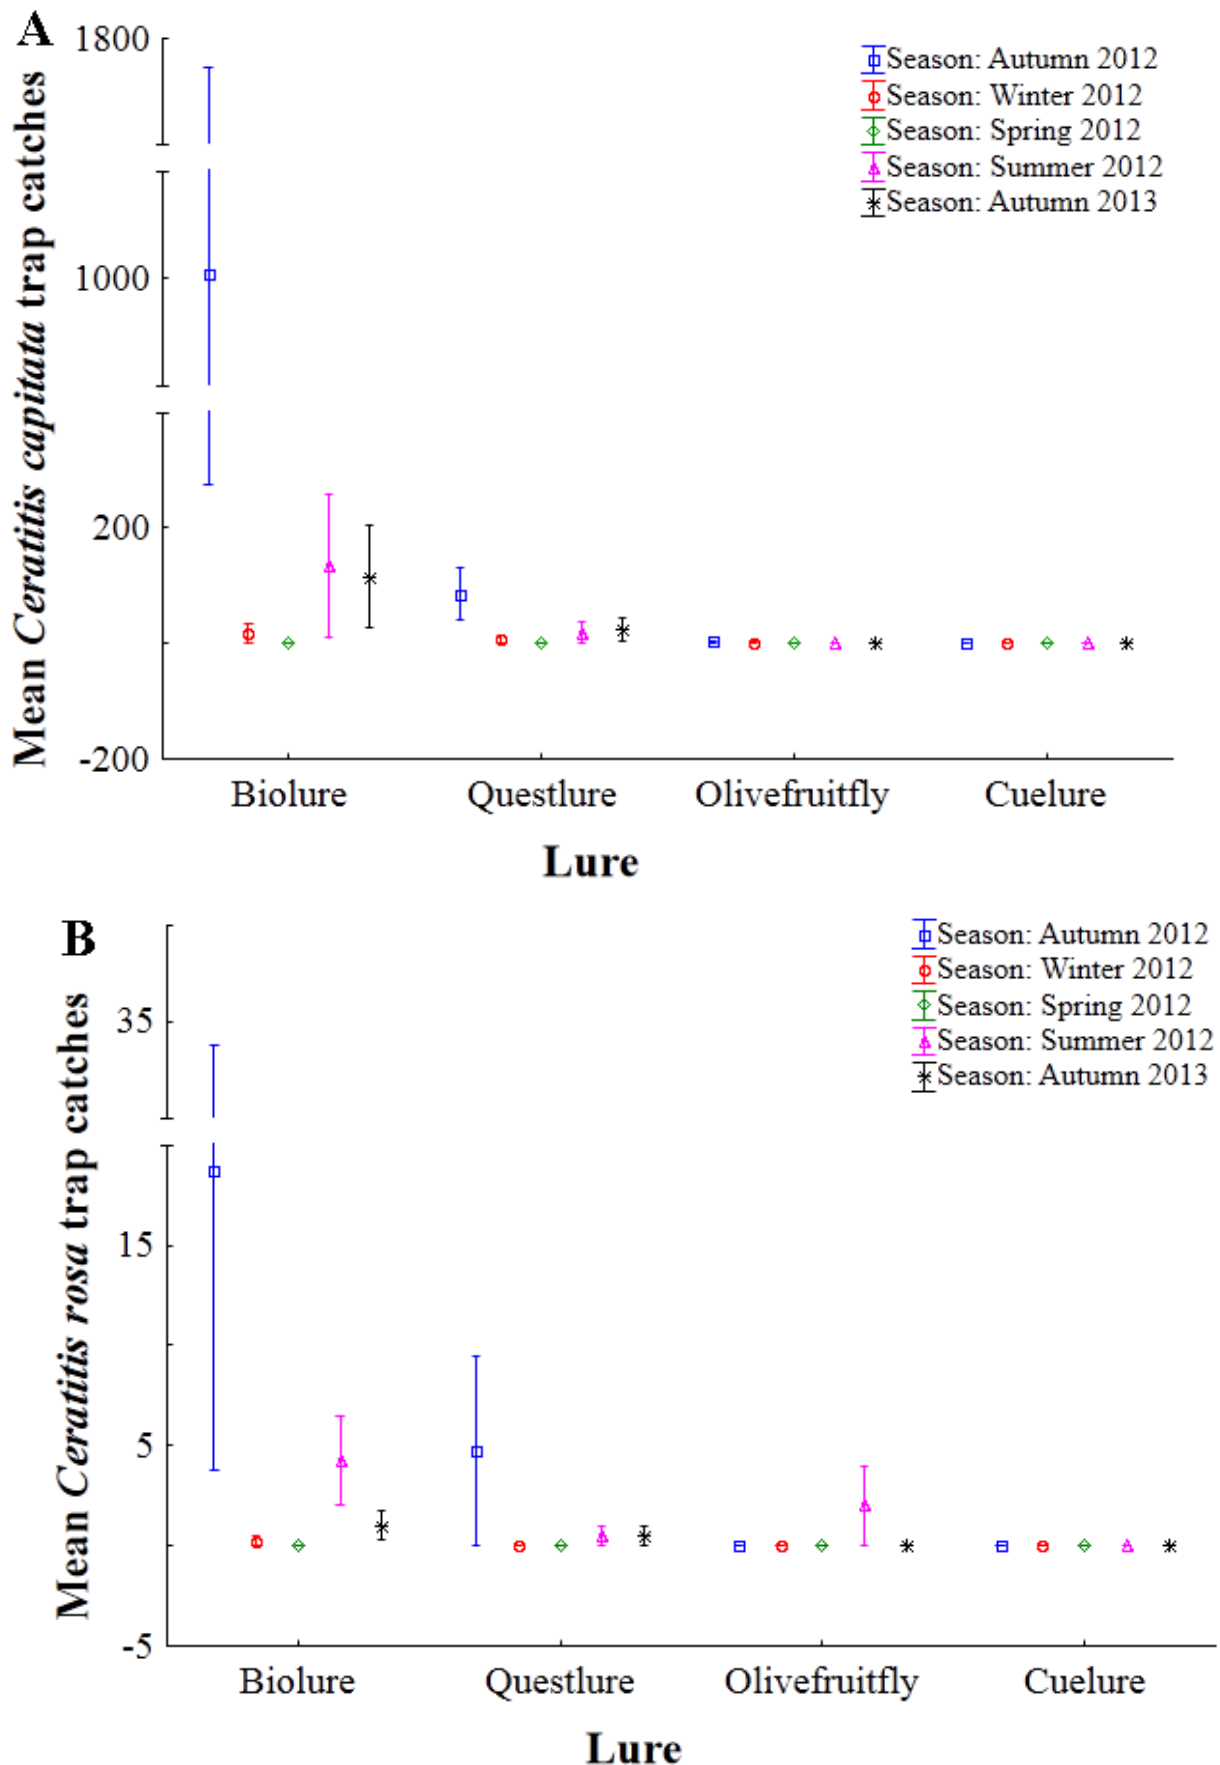 A
1800
1000
200
-200
Mean Ceratitis capitata trap catches
Season: Autumn 2012
Season: Winter 2012
Season: Spring 2012
Season: Summer 2012
Season: Autumn 2013
Biolure
Questlure
Olivefruitfly
Cuelure
Lure
B
35
15
5
-5
Mean Ceratitis rosa trap catches
Season: Autumn 2012
Season: Winter 2012
Season: Spring 2012
Season: Summer 2012
Season: Autumn 2013
Biolure
Questlure
Olivefruitfly
Cuelure
Lure